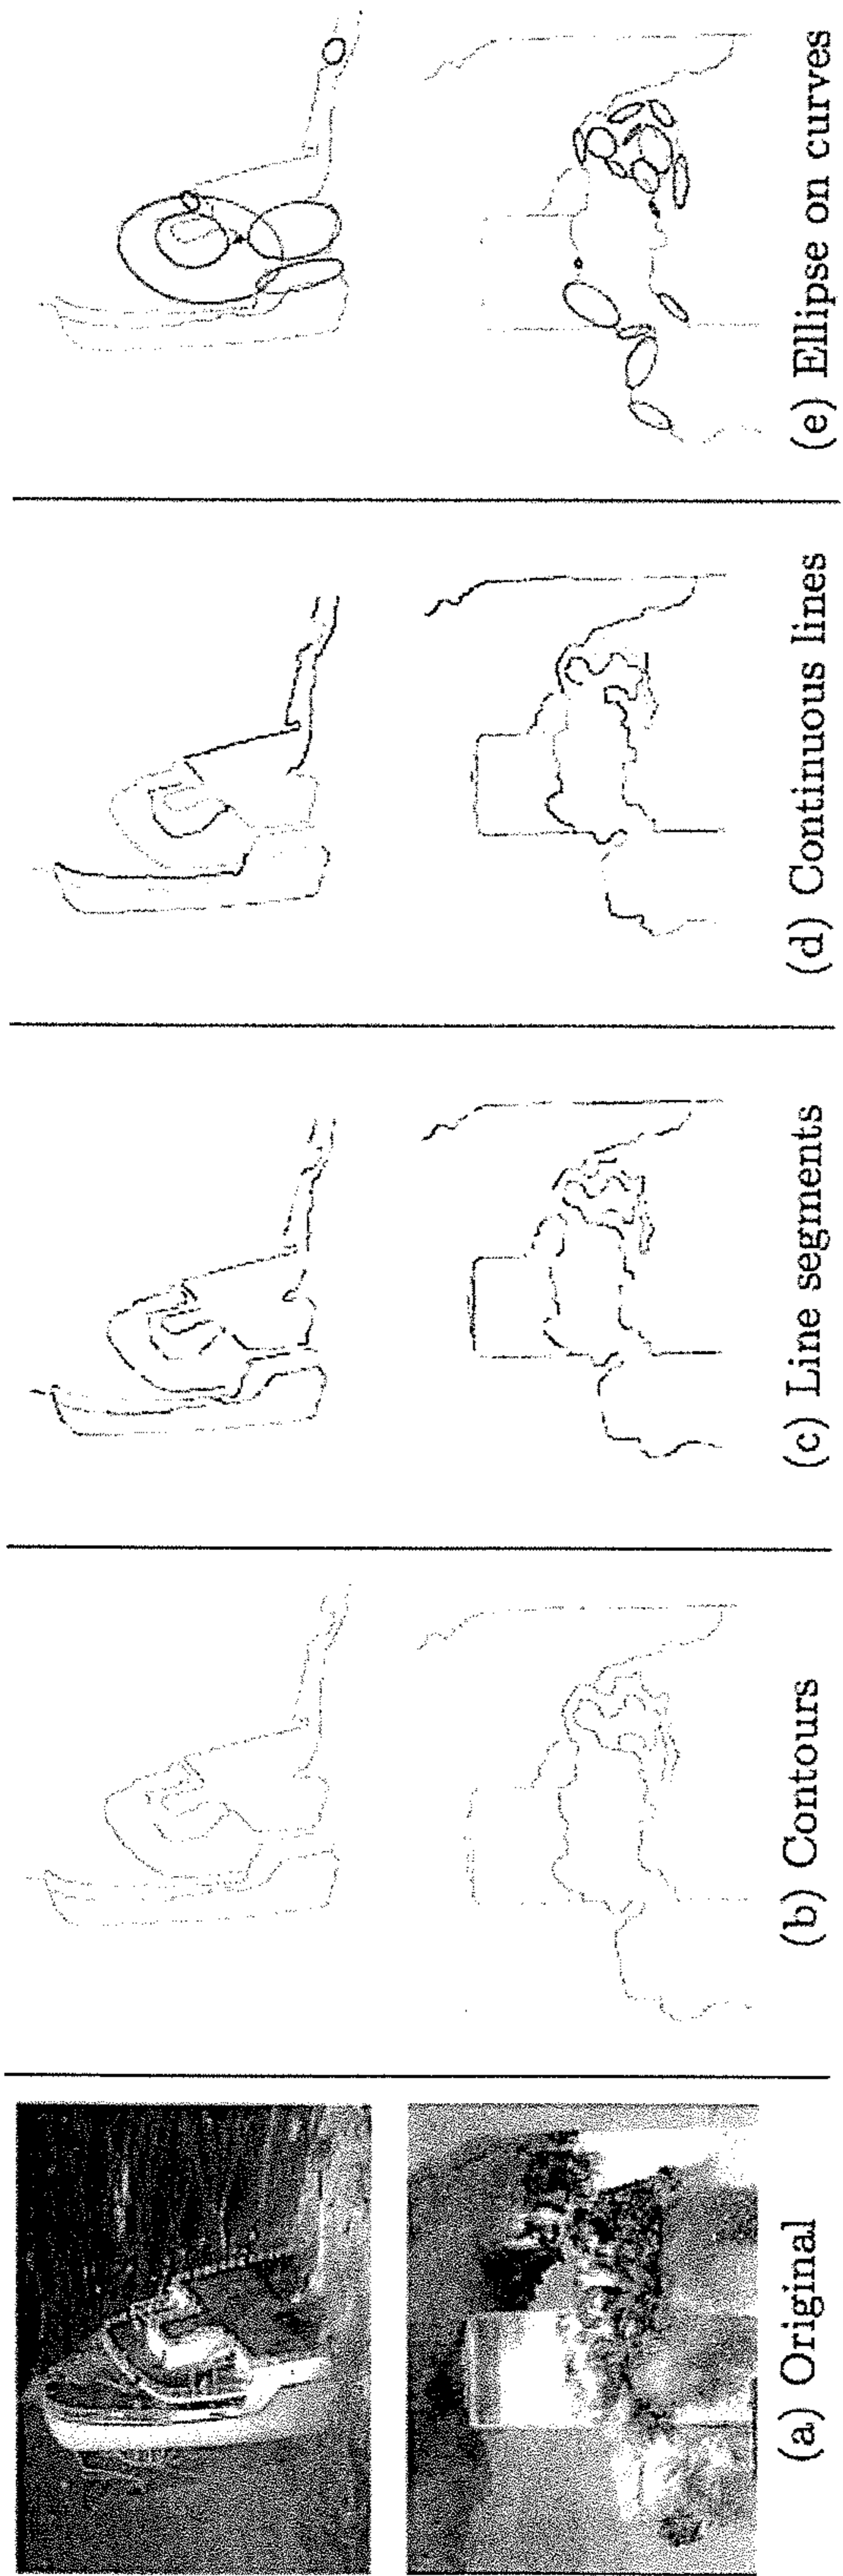 (a) Original
(b) Contours
(c) Line segments
(d) Continuous lines
(e) Ellipse on curves